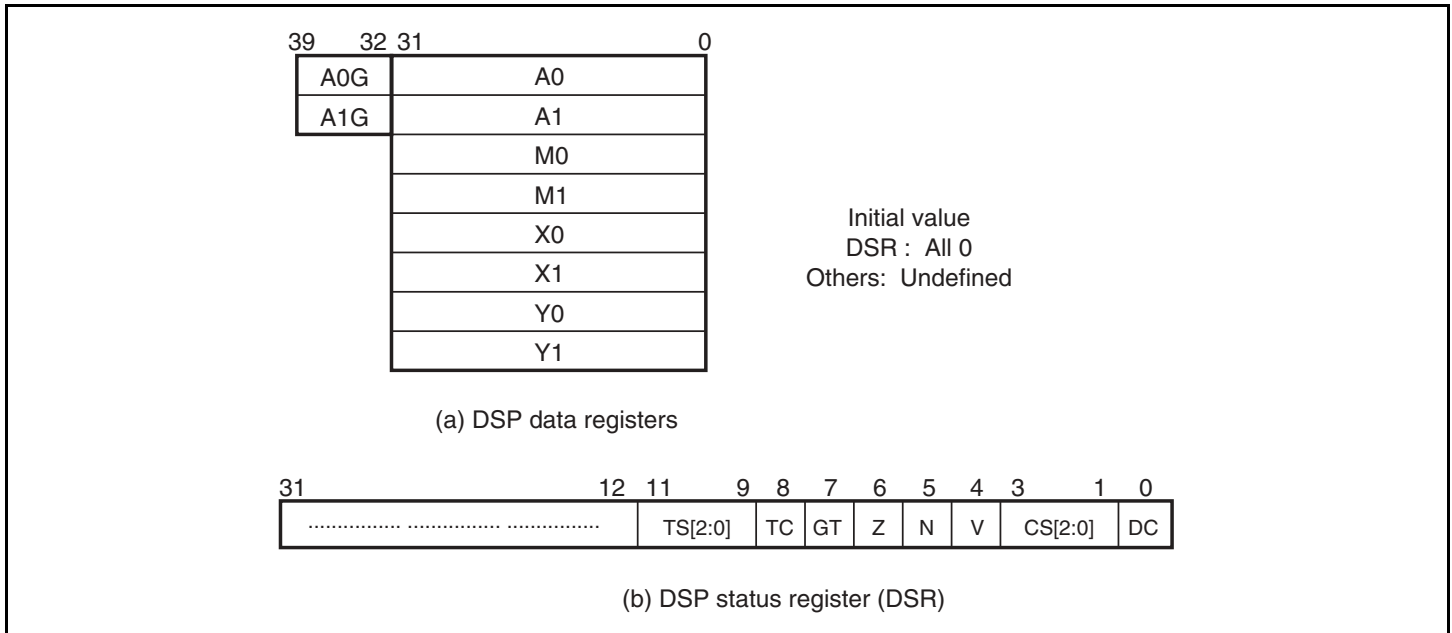 39 32 31 0
A0G A0
A1G A1
M0
M1
X0
X1
Y0
Y1
Initial value
DSR : All 0
Others: Undefined
(a) DSP data registers
31 12 11 9 8 7 6 5 4 3 1 0
................ ................ ................ TS[2:0] TC GT Z N V CS[2:0] DC
(b) DSP status register (DSR)